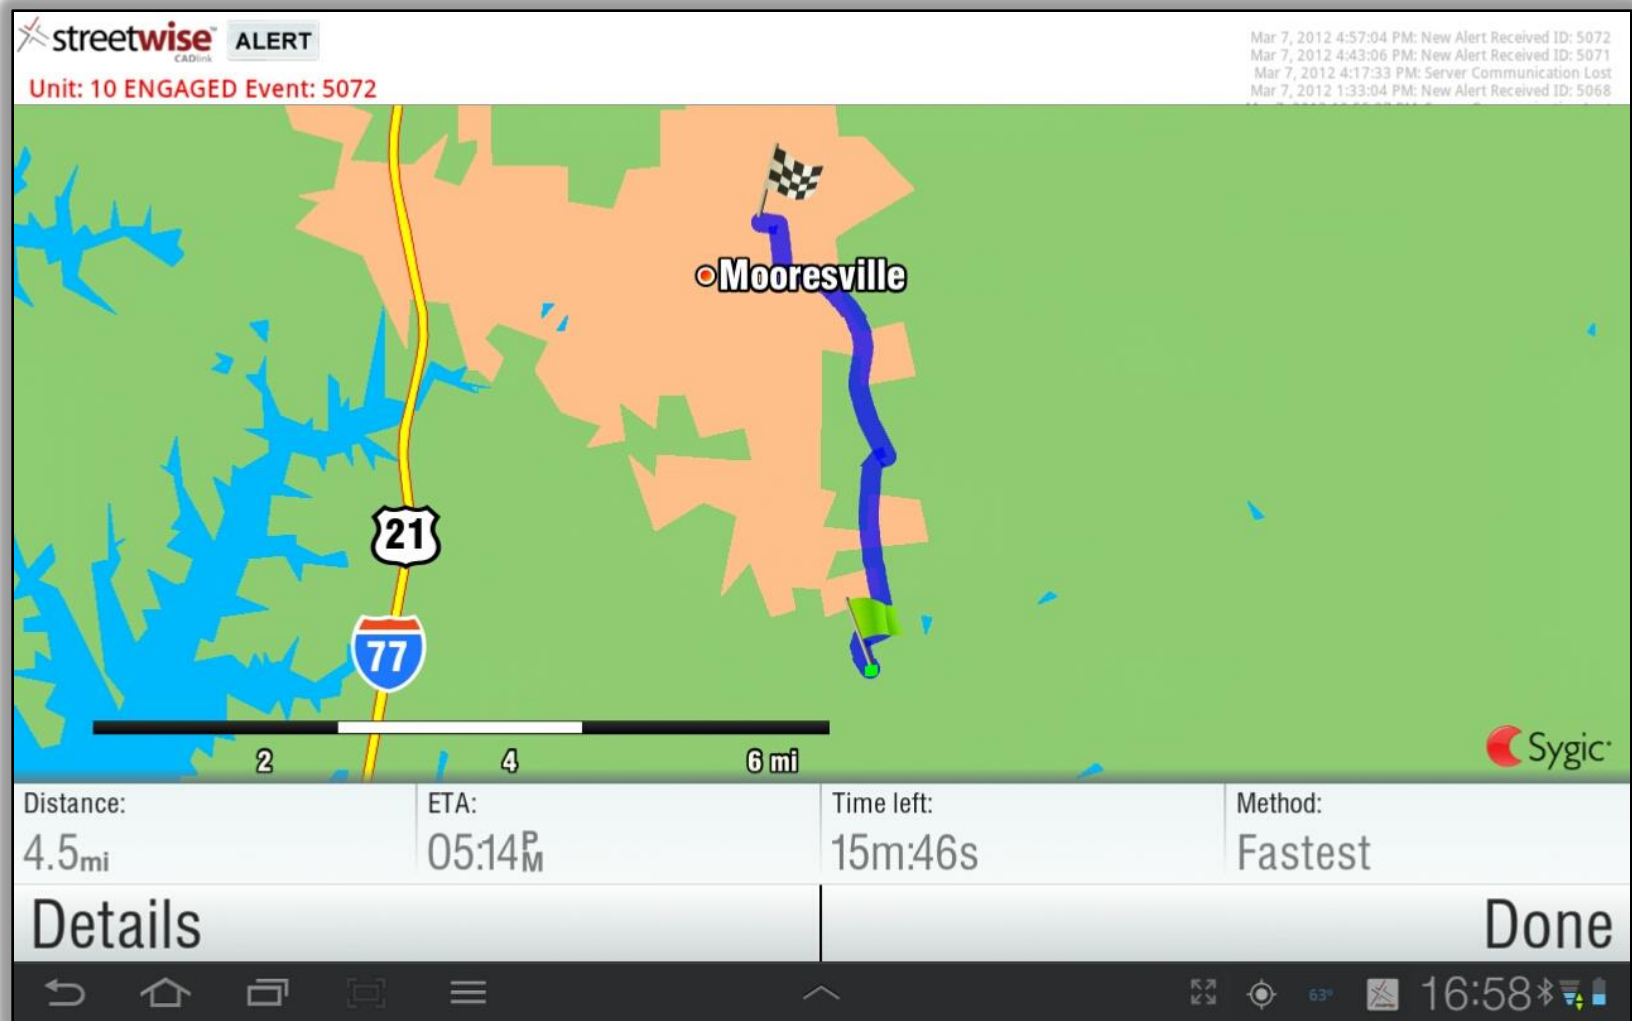 streetwise™ ALERT
CADlink
Unit: 10 ENGAGED Event: 5072
Mar 7, 2012 4:57:04 PM: New Alert Received ID: 5072
Mar 7, 2012 4:43:06 PM: New Alert Received ID: 5071
Mar 7, 2012 4:17:33 PM: Server Communication Lost
Mar 7, 2012 1:33:04 PM: New Alert Received ID: 5068
Mooresville
21
77
2 4 6 mi
Sygic
Distance: ETA: Time left: Method:
4.5mi 05:14PM 15m:46s Fastest
Details Done
63° 16:58